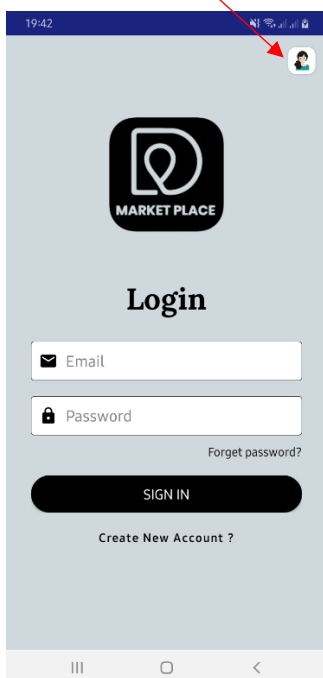 19:42
MARKET PLACE
Login
Email
Password
Forget password?
SIGN IN
Create New Account ?